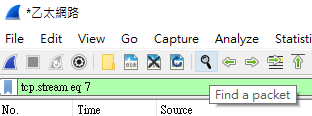 *乙太網路
File Edit View Go Capture Analyze Statisti
tcp.stream eq 7
Find a packet
No. Time Source